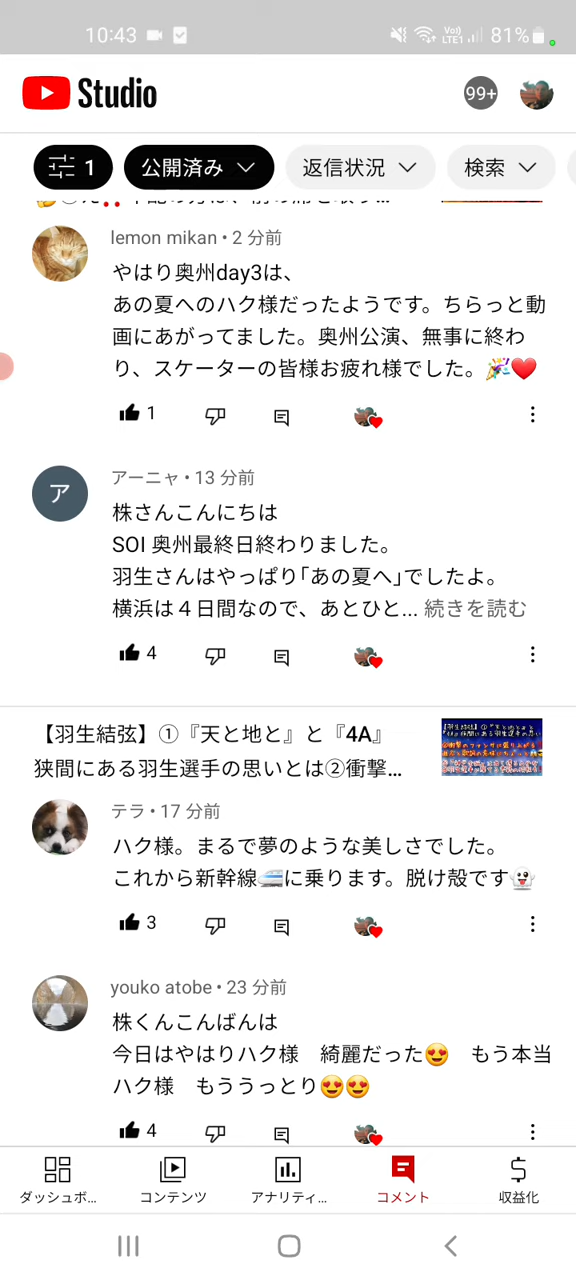 10:43
Vo))
LTE1
81%
Studio
99+
1
公開済み
返信状況
検索
lemon mikan • 2 分前
やはり奥州day3は、
あの夏へのハク様だったようです。ちらっと動
画にあがってました。奥州公演、無事に終わ
り、スケーターの皆様お疲れ様でした。🎉❤️
1
ア
アーニャ • 13 分前
株さんこんにちは
SOI 奥州最終日終わりました。
羽生さんはやっぱり｢あの夏へ｣でしたよ。
横浜は４日間なので、あとひと... 続きを読む
4
【羽生結弦】①『天と地と』と『4A』
狭間にある羽生選手の思いとは②衝撃...
テラ • 17 分前
ハク様。まるで夢のような美しさでした。
これから新幹線🚅に乗ります。脱け殻です👻
3
youko atobe • 23 分前
株くんこんばんは
今日はやはりハク様　綺麗だった😍　もう本当
ハク様　もううっとり😍😍
4
ダッシュボ...
コンテンツ
アナリティ...
コメント
収益化